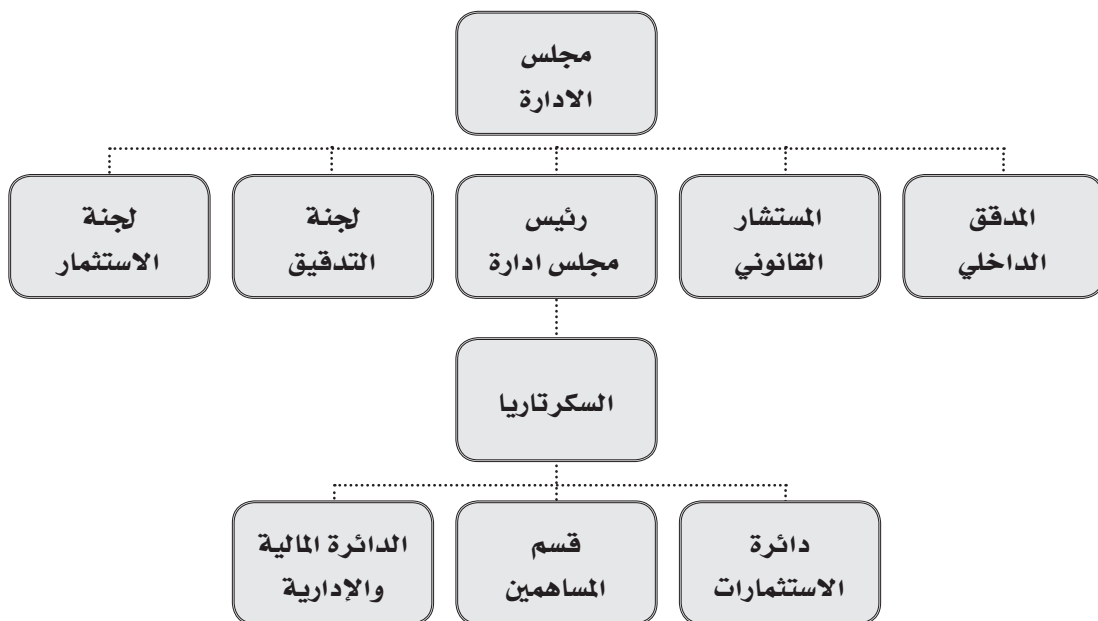 مجلس
الادارة
المدقق
الداخلي
المستشار
القانوني
رئيس
مجلس ادارة
لجنة
التدقيق
لجنة
الاستثمار
السكرتاريا
دائرة
الاستثمارات
قسم
المساهمين
الدائرة المالية
والإدارية